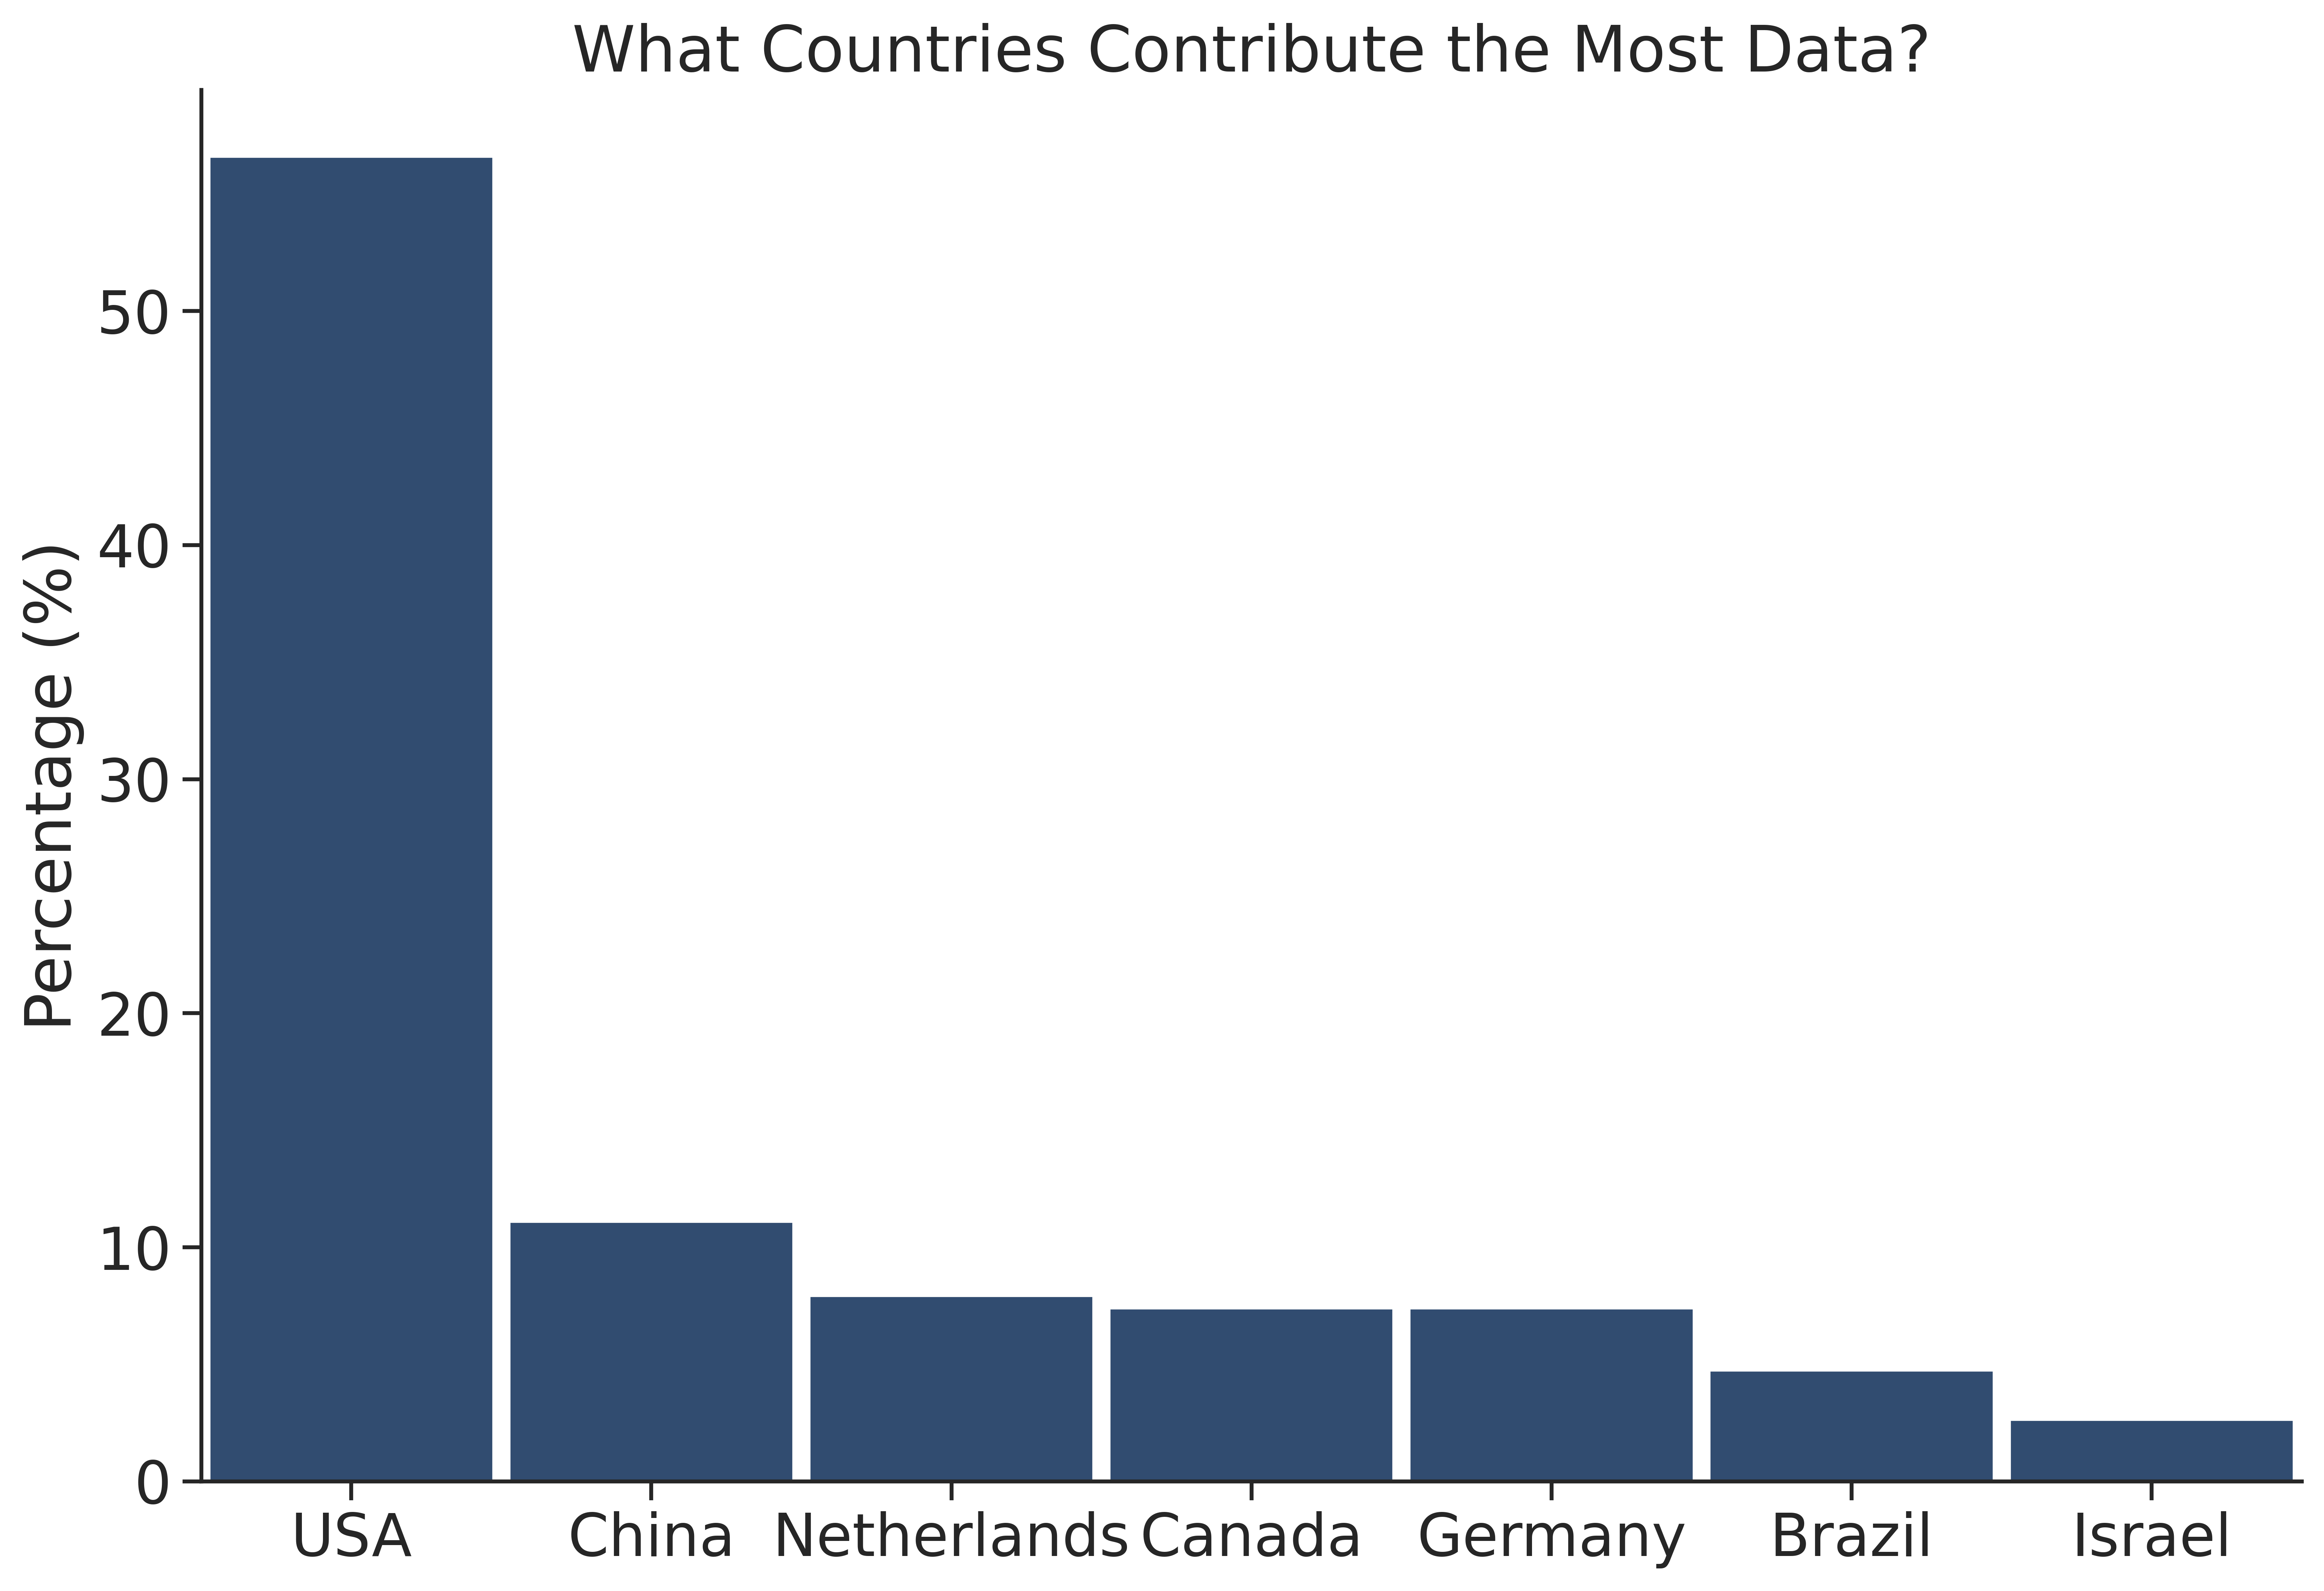 What Countries Contribute the Most Data?
Percentage (%)
50
40
30
20
10
0
USA China Netherlands Canada Germany Brazil Israel